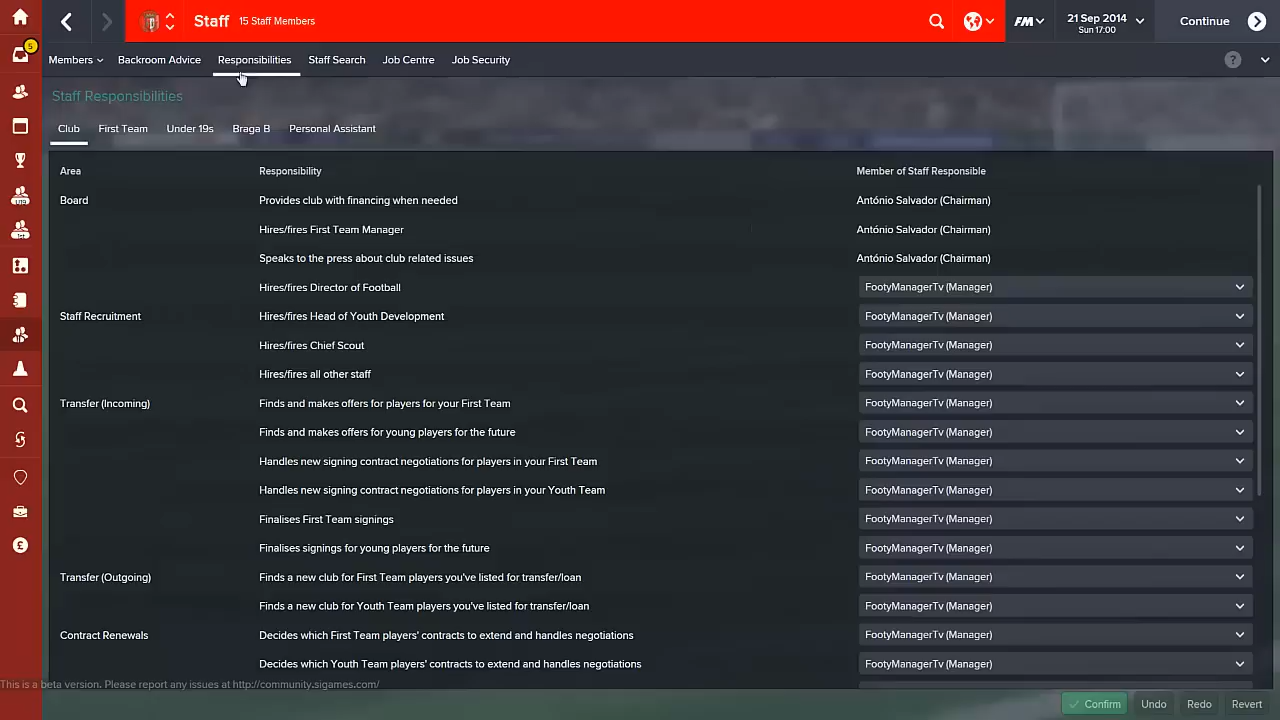 Staff 15 Staff Members
FM
21 Sep 2014
Sun 17:00
Continue
5
Members
Backroom Advice
Responsibilities
Staff Search
Job Centre
Job Security
?
Staff Responsibilities
Club
First Team
Under 19s
Braga B
Personal Assistant
Area Responsibility Member of Staff Responsible
Board Provides club with financing when needed António Salvador (Chairman)
Hires/fires First Team Manager António Salvador (Chairman)
Speaks to the press about club related issues António Salvador (Chairman)
Hires/fires Director of Football FootyManagerTv (Manager)
Staff Recruitment Hires/fires Head of Youth Development FootyManagerTv (Manager)
Hires/fires Chief Scout FootyManagerTv (Manager)
Hires/fires all other staff FootyManagerTv (Manager)
Transfer (Incoming) Finds and makes offers for players for your First Team FootyManagerTv (Manager)
Finds and makes offers for young players for the future FootyManagerTv (Manager)
Handles new signing contract negotiations for players in your First Team FootyManagerTv (Manager)
Handles new signing contract negotiations for players in your Youth Team FootyManagerTv (Manager)
Finalises First Team signings FootyManagerTv (Manager)
Finalises signings for young players for the future FootyManagerTv (Manager)
Transfer (Outgoing) Finds a new club for First Team players you've listed for transfer/loan FootyManagerTv (Manager)
Finds a new club for Youth Team players you've listed for transfer/loan FootyManagerTv (Manager)
Contract Renewals Decides which First Team players' contracts to extend and handles negotiations FootyManagerTv (Manager)
Decides which Youth Team players' contracts to extend and handles negotiations FootyManagerTv (Manager)
This is a beta version. Please report any issues at http://community.sigames.com/
Confirm
Undo
Redo
Revert